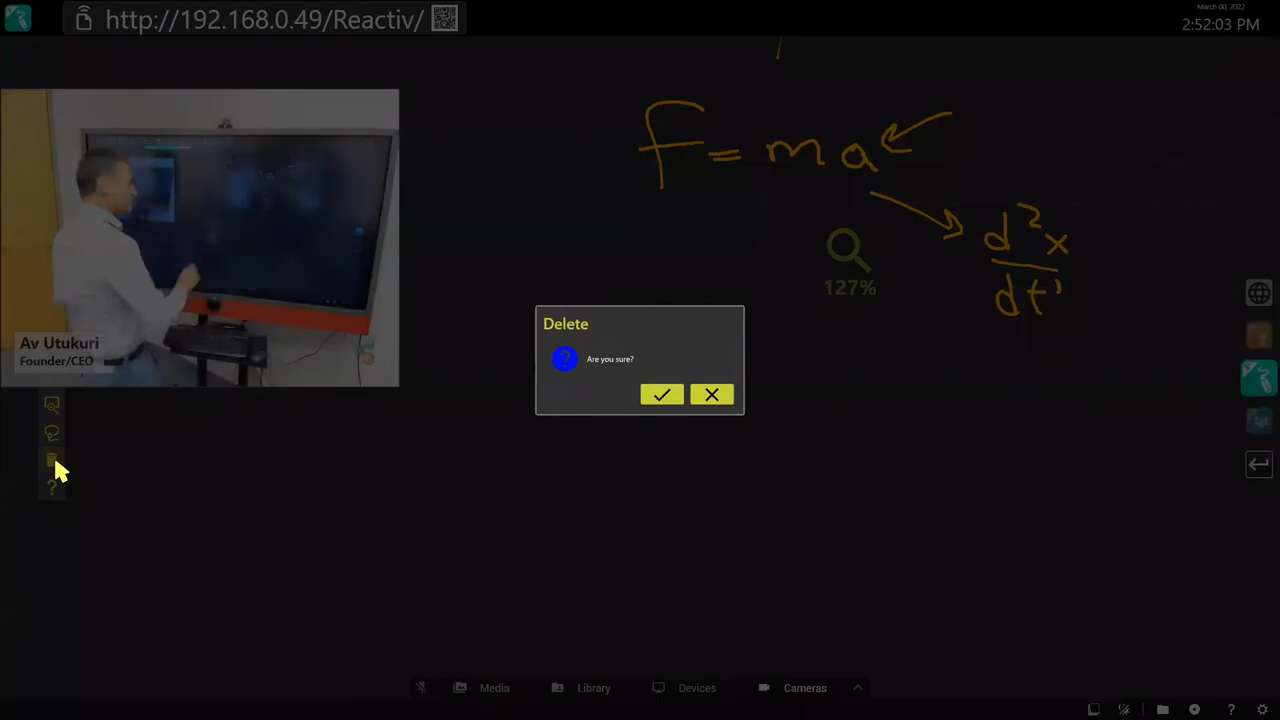 http://192.168.0.49/Reactiv/
March 08, 2022
2:52:03 PM
F = ma
d²x
dt'
127%
Delete
Are you sure?
Av Utukuri
Founder/CEO
?
Media
Library
Devices
Cameras
?